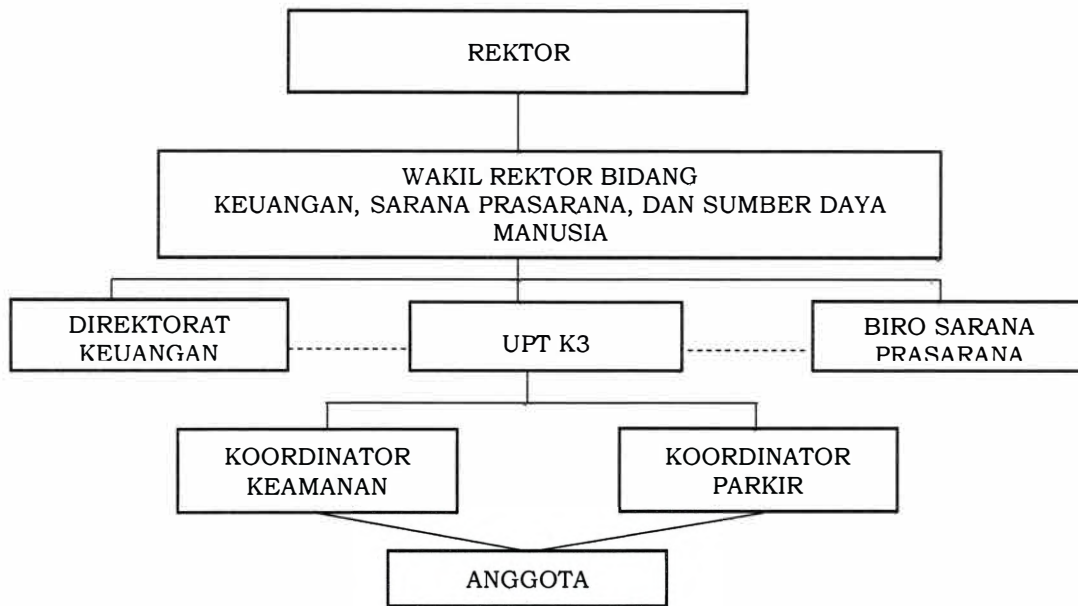 REKTOR
WAKIL REKTOR BIDANG
KEUANGAN, SARANA PRASARANA, DAN SUMBER DAYA
MANUSIA
DIREKTORAT
KEUANGAN
UPT K3
BIRO SARANA
PRASARANA
KOORDINATOR
KEAMANAN
KOORDINATOR
PARKIR
ANGGOTA